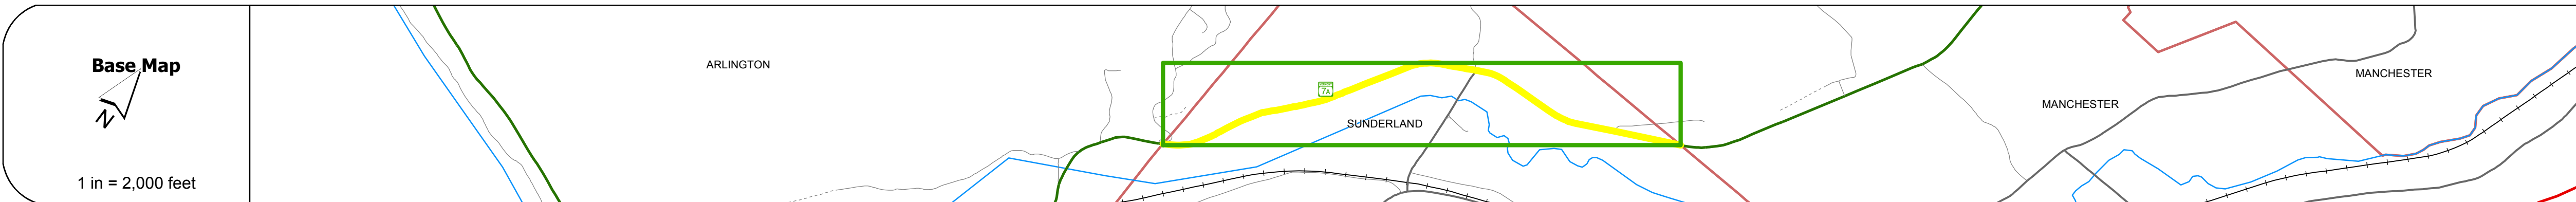 Base Map
N
1 in = 2,000 feet
ARLINGTON
7A
SUNDERLAND
MANCHESTER
MANCHESTER